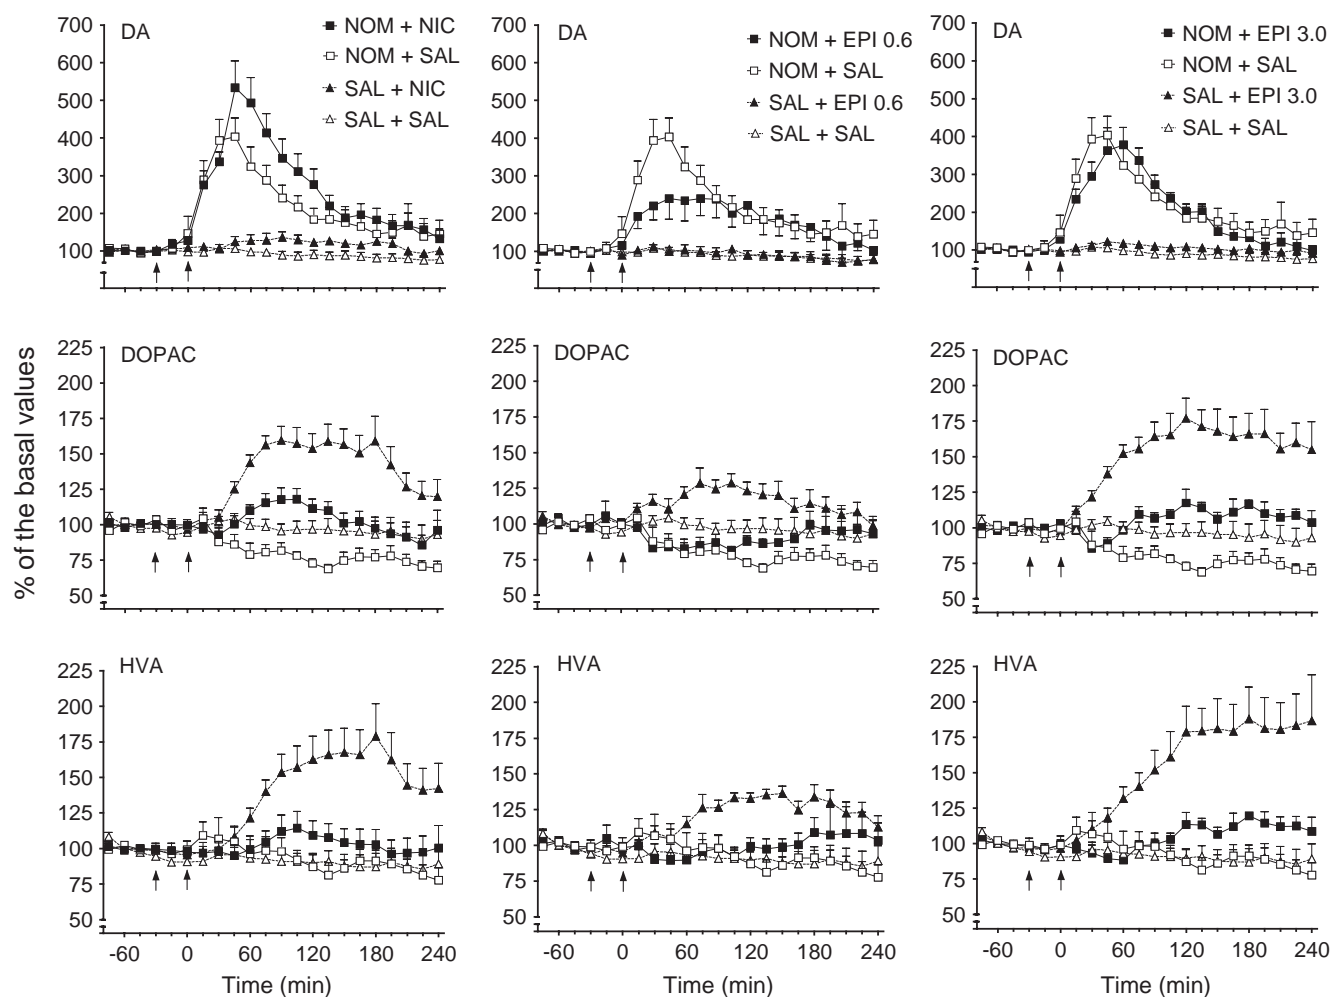 DA
NOM + NIC
NOM + SAL
SAL + NIC
SAL + SAL
700
600
500
400
300
200
100
DA
NOM + EPI 0.6
NOM + SAL
SAL + EPI 0.6
SAL + SAL
700
600
500
400
300
200
100
DA
NOM + EPI 3.0
NOM + SAL
SAL + EPI 3.0
SAL + SAL
700
600
500
400
300
200
100
% of the basal values
DOPAC
225
200
175
150
125
100
75
50
DOPAC
225
200
175
150
125
100
75
50
DOPAC
225
200
175
150
125
100
75
50
HVA
225
200
175
150
125
100
75
50
-60 0 60 120 180 240
Time (min)
HVA
225
200
175
150
125
100
75
50
-60 0 60 120 180 240
Time (min)
HVA
225
200
175
150
125
100
75
50
-60 0 60 120 180 240
Time (min)